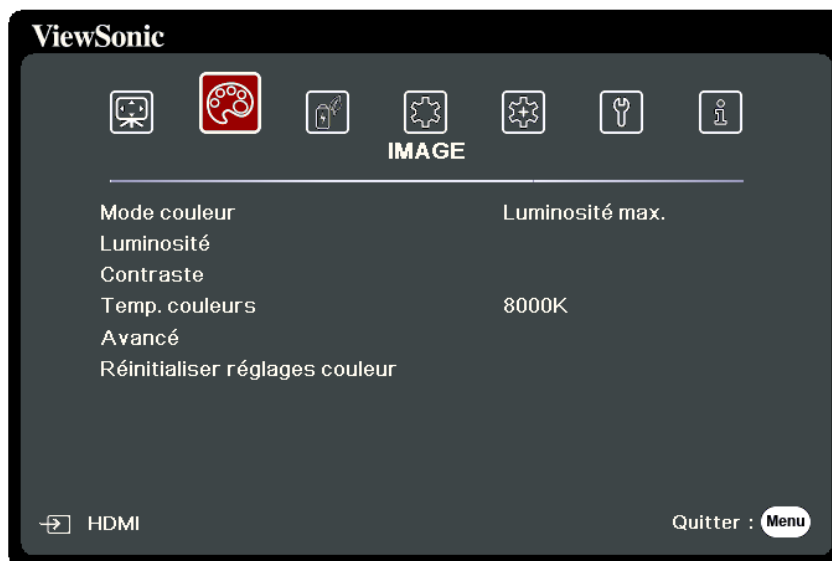 ViewSonic
IMAGE
Mode couleur Luminosité max.
Luminosité
Contraste
Temp. couleurs 8000K
Avancé
Réinitialiser réglages couleur
HDMI Quitter : Menu